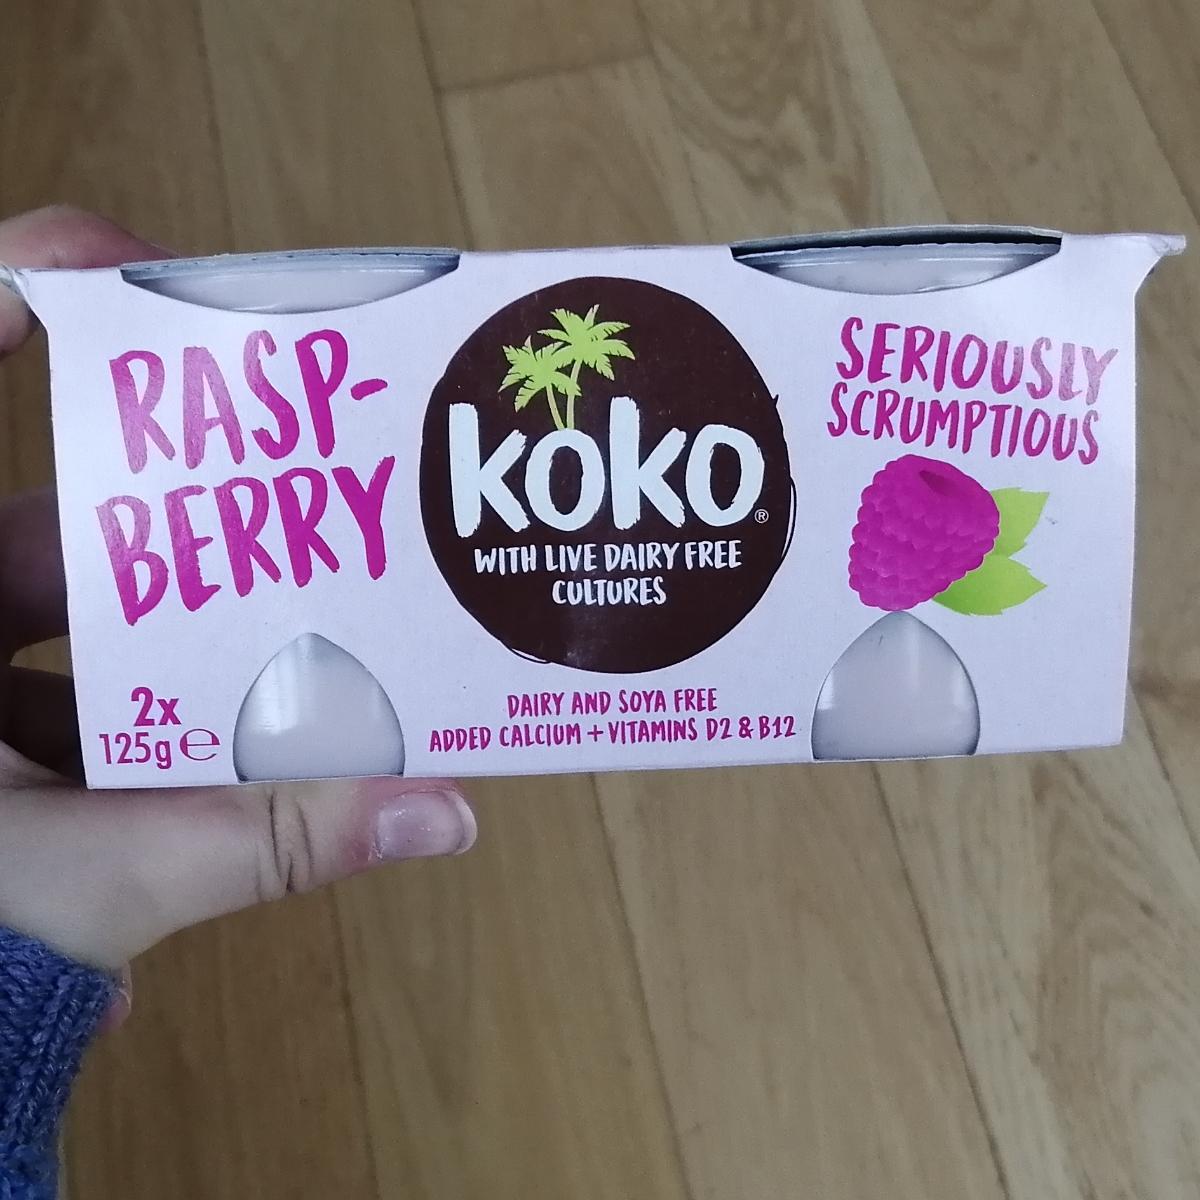 RASP-
BERRY
2x
125g ℮
koko®
WITH LIVE DAIRY FREE
CULTURES
DAIRY AND SOYA FREE
ADDED CALCIUM + VITAMINS D2 & B12
SERIOUSLY
SCRUMPTIOUS